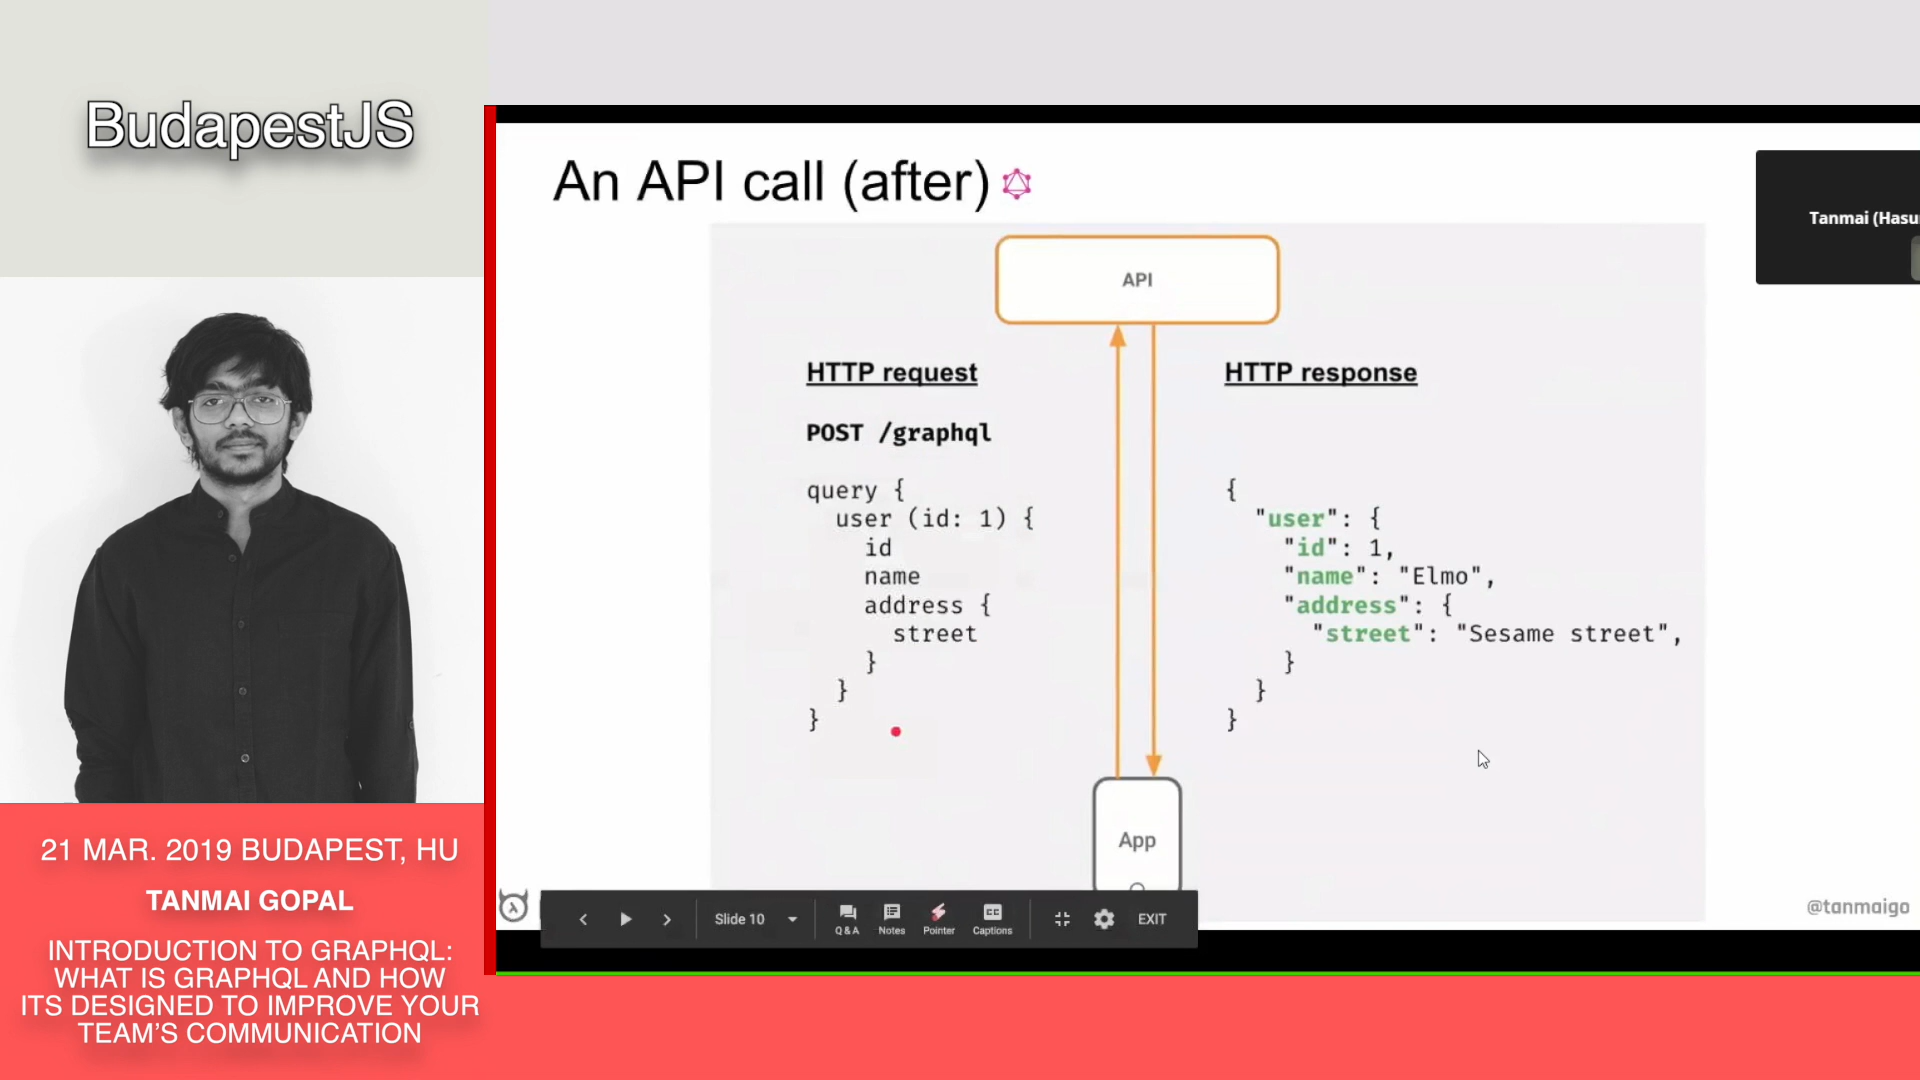 BudapestJS
21 MAR. 2019 BUDAPEST, HU
TANMAI GOPAL
INTRODUCTION TO GRAPHQL:
WHAT IS GRAPHQL AND HOW
ITS DESIGNED TO IMPROVE YOUR
TEAM'S COMMUNICATION
An API call (after)
Tanmai (Hasu
API
HTTP request
POST /graphql
query {
user (id: 1) {
id
name
address {
street
}
}
}
HTTP response
{
"user": {
"id": 1,
"name": "Elmo",
"address": {
"street": "Sesame street",
}
}
}
App
@tanmaigo
Slide 10
Q & A
Notes
Pointer
CC
Captions
EXIT